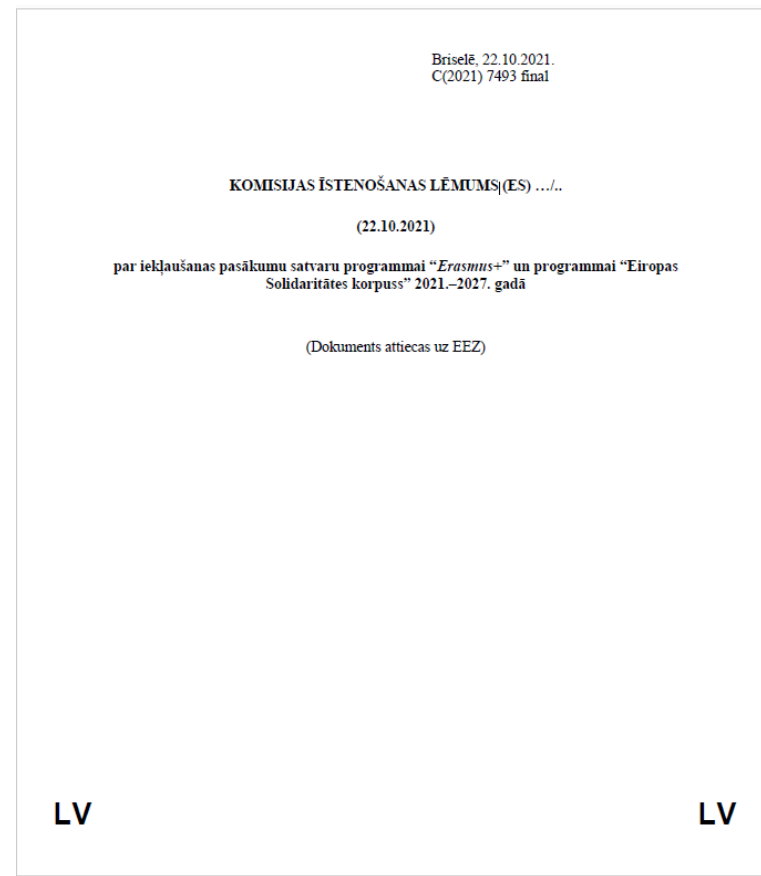 Briselē, 22.10.2021.
C(2021) 7493 final
KOMISIJAS ĪSTENOŠANAS LĒMUMS (ES) …/..
(22.10.2021)
par iekļaušanas pasākumu satvaru programmai “Erasmus+” un programmai “Eiropas
Solidaritātes korpuss” 2021.–2027. gadā
(Dokuments attiecas uz EEZ)
LV LV